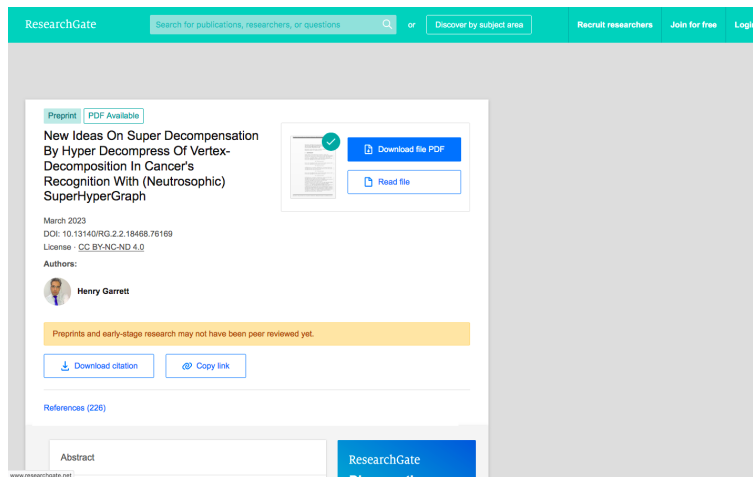 ResearchGate
Search for publications, researchers, or questions
or
Discover by subject area
Recruit researchers
Join for free
Login
Preprint
PDF Available
New Ideas On Super Decompensation
By Hyper Decompress Of Vertex-
Decomposition In Cancer's
Recognition With (Neutrosophic)
SuperHyperGraph
Download file PDF
Read file
March 2023
DOI: 10.13140/RG.2.2.18468.76169
License · CC BY-NC-ND 4.0
Authors:
Henry Garrett
Preprints and early-stage research may not have been peer reviewed yet.
Download citation
Copy link
References (226)
Abstract
ResearchGate
www.researchgate.net